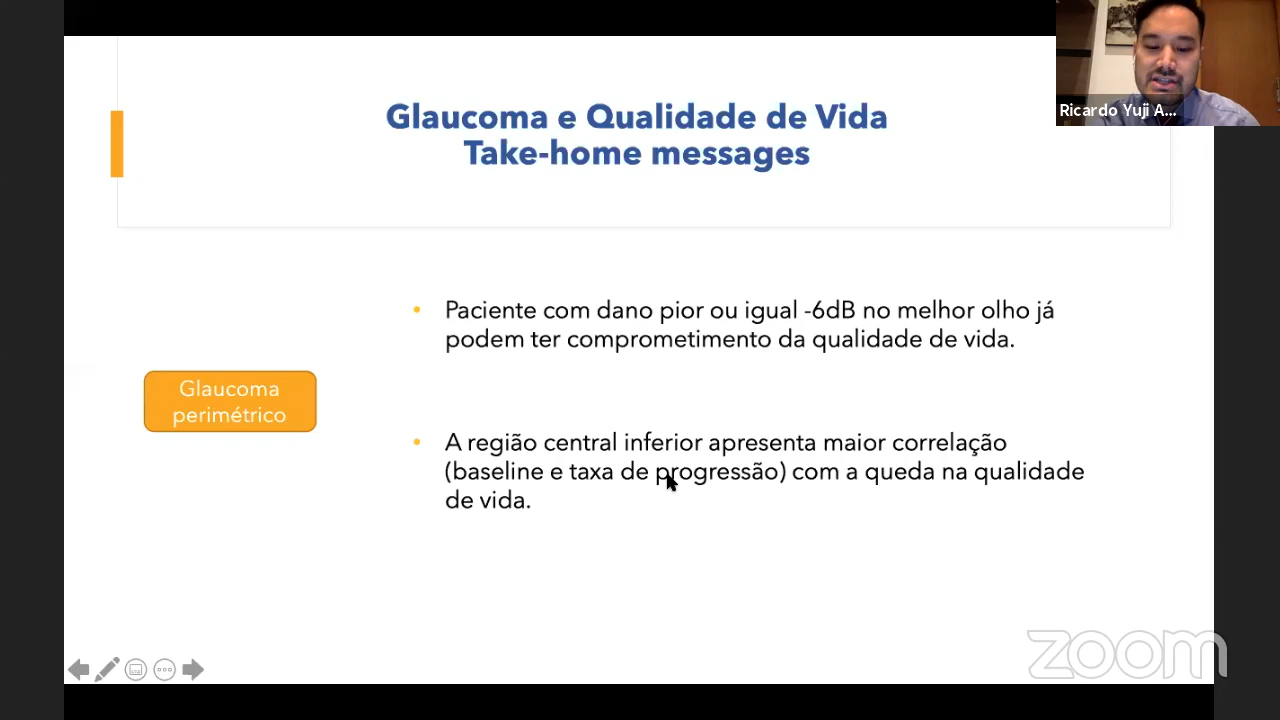 Ricardo Yuji A...
Glaucoma e Qualidade de Vida
Take-home messages
• Paciente com dano pior ou igual -6dB no melhor olho já
podem ter comprometimento da qualidade de vida.
Glaucoma
perimétrico
• A região central inferior apresenta maior correlação
(baseline e taxa de progressão) com a queda na qualidade
de vida.
zoom